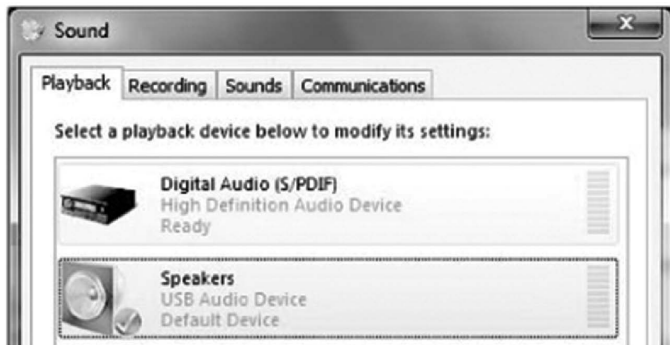 Sound
Playback Recording Sounds Communications
Select a playback device below to modify its settings:
Digital Audio (S/PDIF)
High Definition Audio Device
Ready
Speakers
USB Audio Device
Default Device